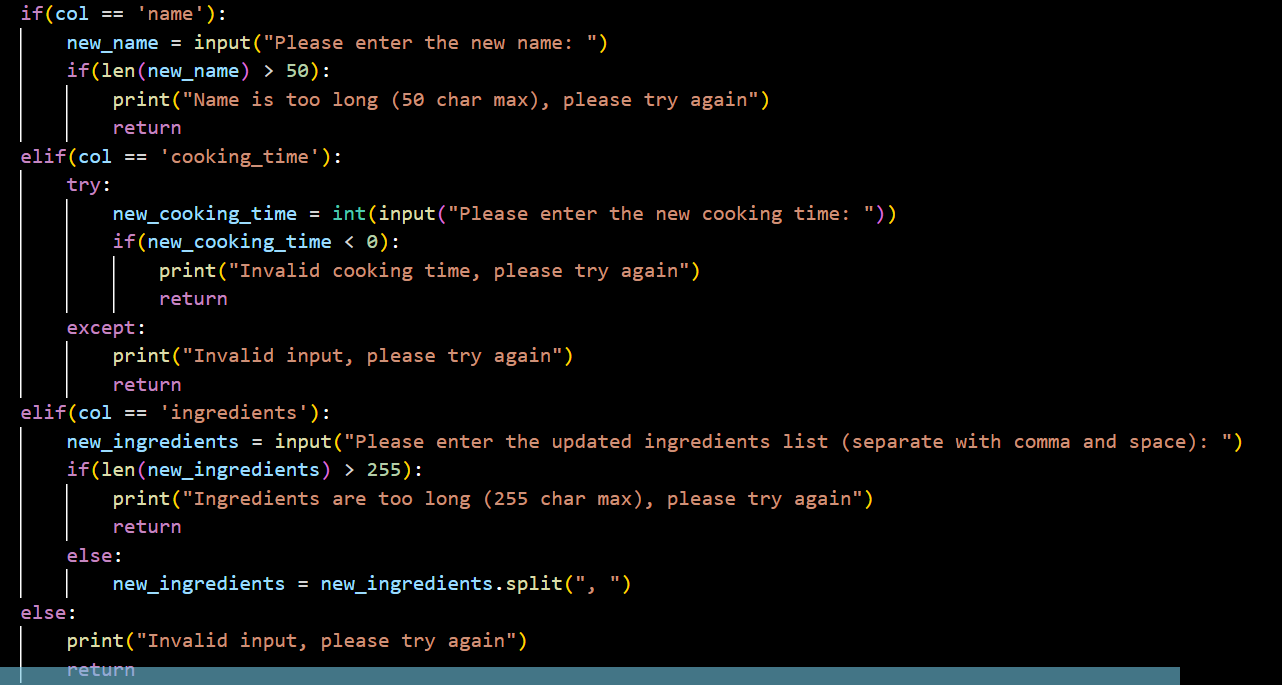 if(col == 'name'):
    new_name = input("Please enter the new name: ")
    if(len(new_name) > 50):
        print("Name is too long (50 char max), please try again")
        return
elif(col == 'cooking_time'):
    try:
        new_cooking_time = int(input("Please enter the new cooking time: "))
        if(new_cooking_time < 0):
            print("Invalid cooking time, please try again")
            return
    except:
        print("Invalid input, please try again")
        return
elif(col == 'ingredients'):
    new_ingredients = input("Please enter the updated ingredients list (separate with comma and space): ")
    if(len(new_ingredients) > 255):
        print("Ingredients are too long (255 char max), please try again")
        return
    else:
        new_ingredients = new_ingredients.split(", ")
else:
    print("Invalid input, please try again")
    return